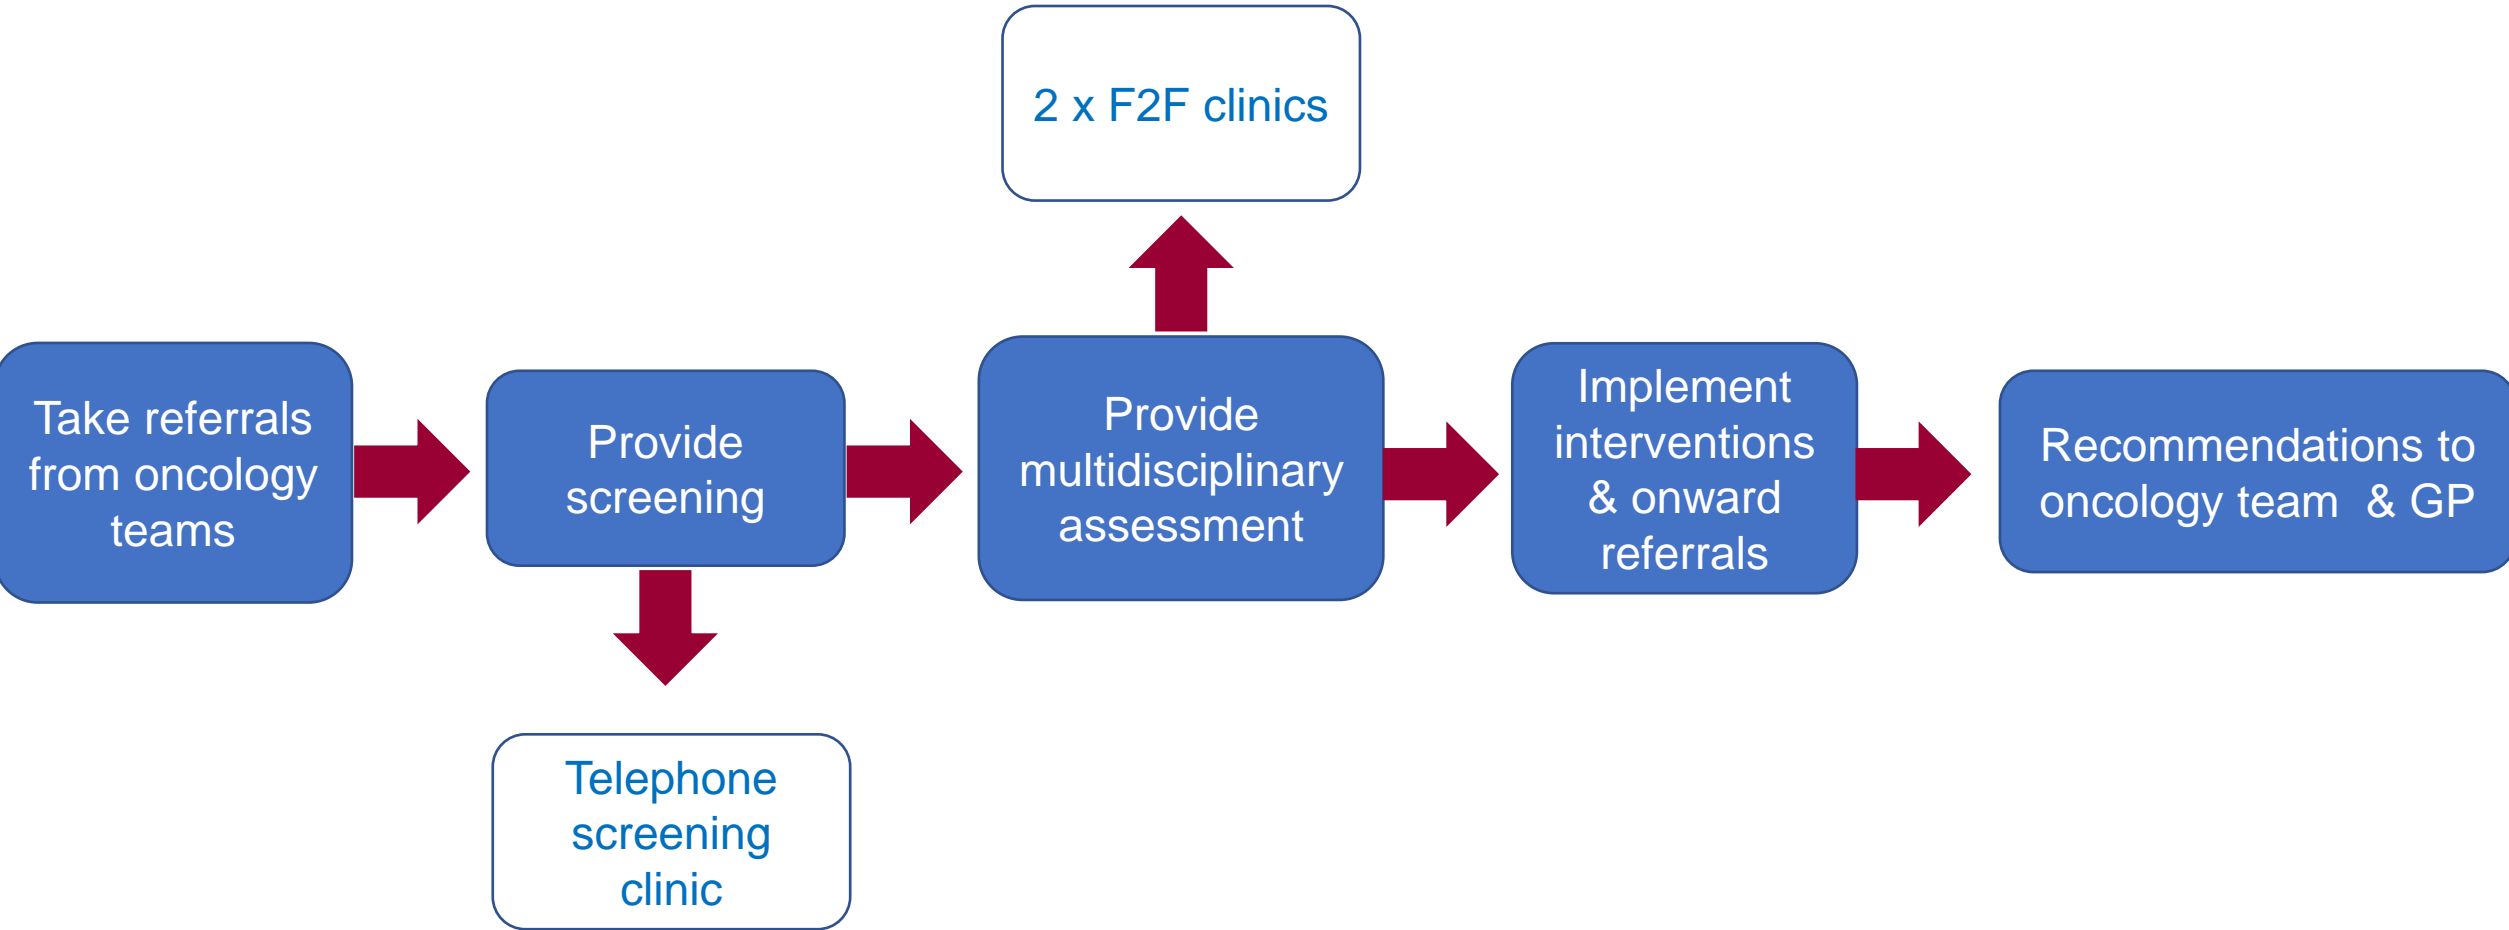 2 x F2F clinics
Take referrals
from oncology
teams
Provide
screening
Provide
multidisciplinary
assessment
Implement
interventions
& onward
referrals
Recommendations to
oncology team  & GP
Telephone
screening
clinic